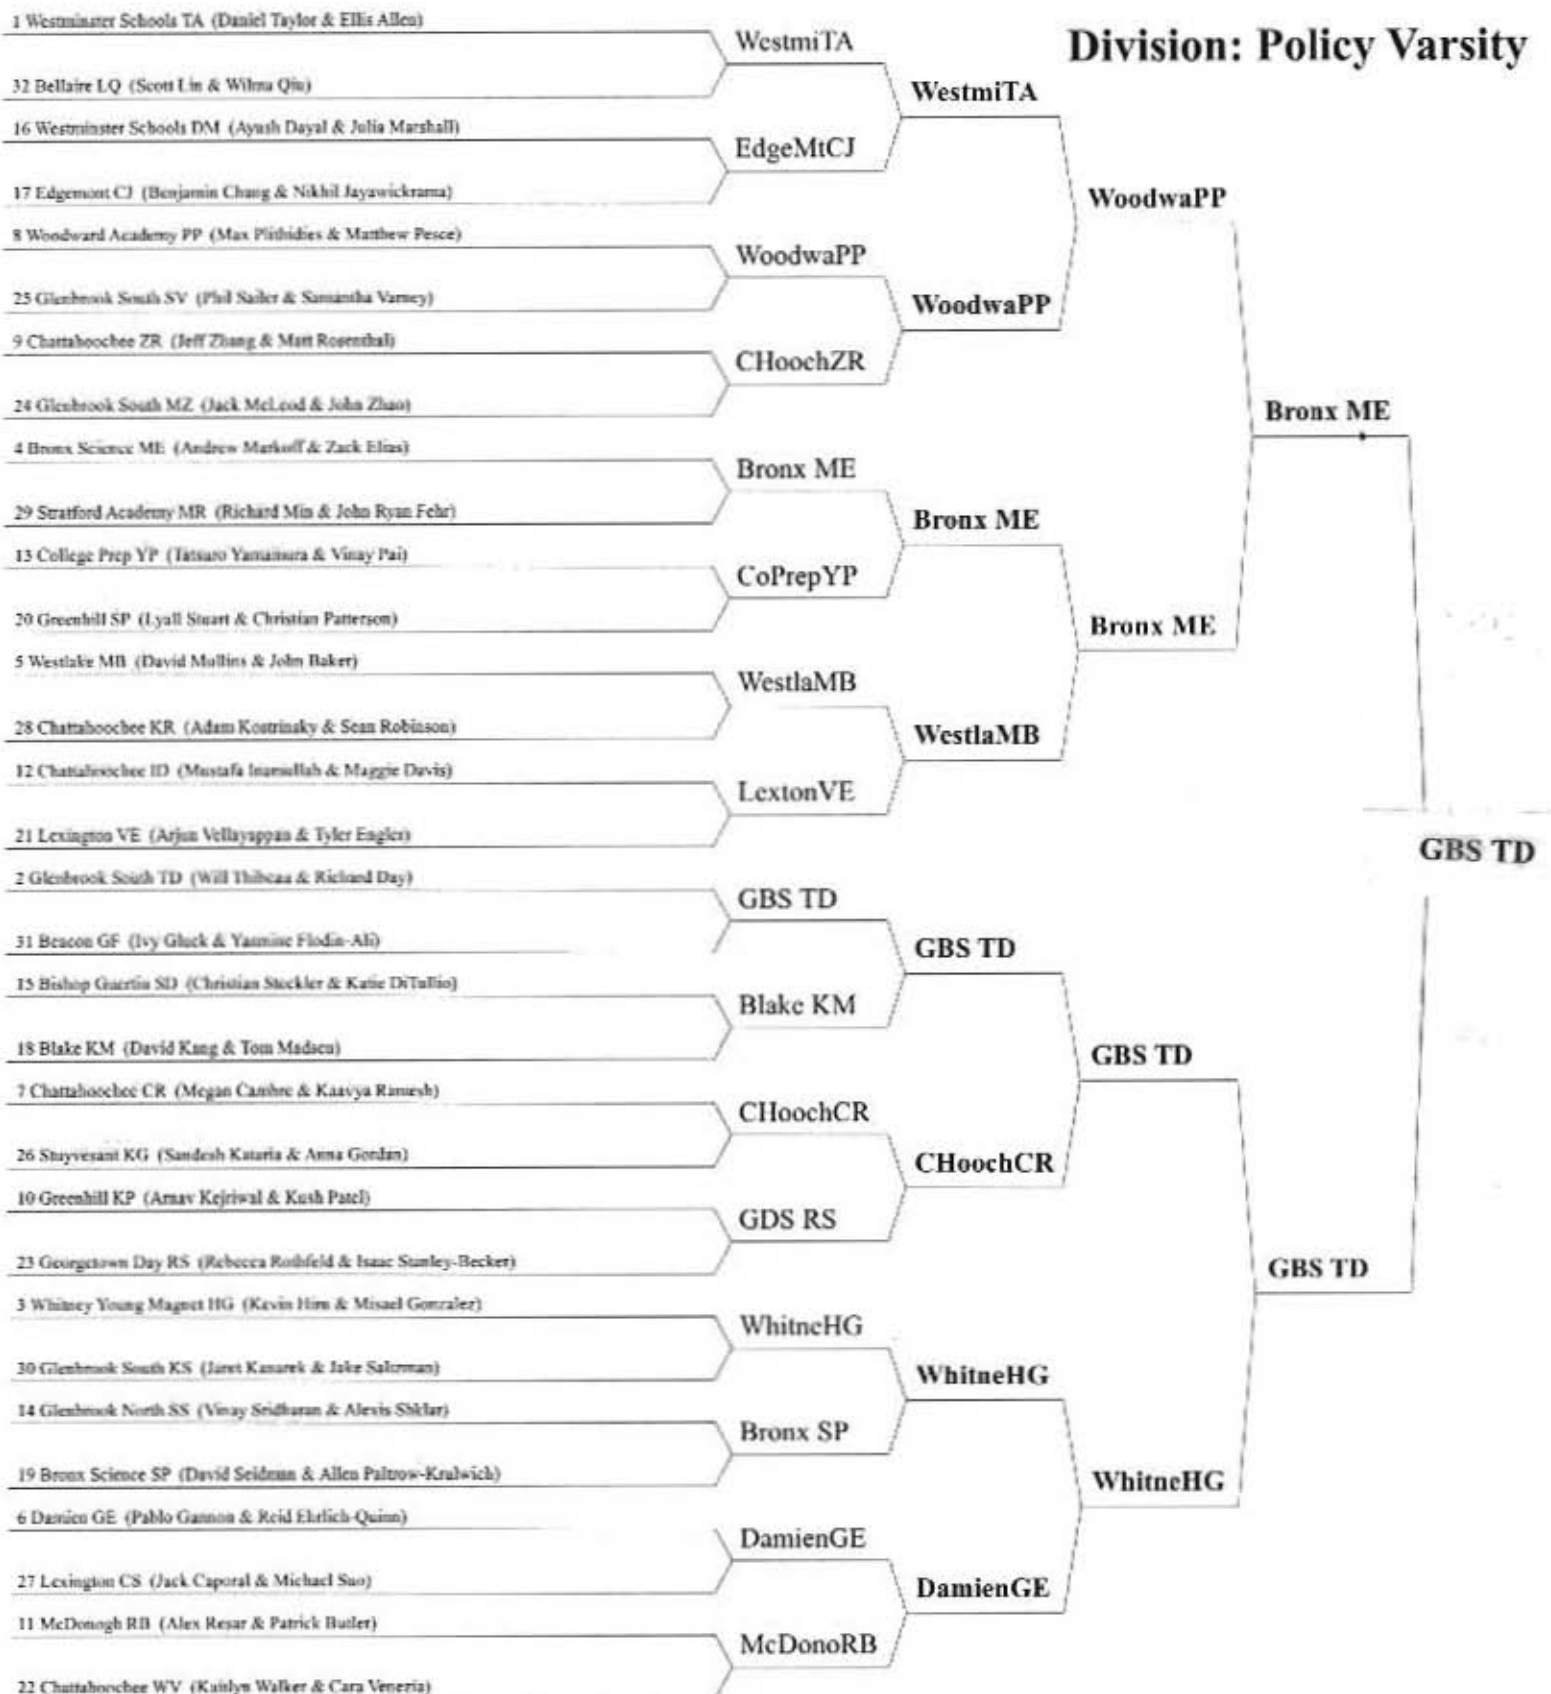 Division: Policy Varsity
1 Westminster Schools TA (Daniel Taylor & Ellis Allen)
32 Bellaire LQ (Scott Lin & Wilma Qiu)
16 Westminster Schools DM (Ayush Dayal & Julia Marshall)
17 Edgemont CJ (Benjamin Chang & Nikhil Jayawickrama)
8 Woodward Academy PP (Max Plithidies & Matthew Pesce)
25 Glenbrook South SV (Phil Sailer & Samantha Varney)
9 Chattahoochee ZR (Jeff Zhang & Matt Rosenthal)
24 Glenbrook South MZ (Jack McLeod & John Zhao)
4 Bronx Science ME (Andrew Markoff & Zack Elias)
29 Stratford Academy MR (Richard Min & John Ryan Fehr)
13 College Prep YP (Tatsuro Yamamura & Vinay Pai)
20 Greenhill SP (Lyall Stuart & Christian Patterson)
5 Westlake MB (David Mullins & John Baker)
28 Chattahoochee KR (Adam Kostrinsky & Sean Robinson)
12 Chattahoochee ID (Mustafa Inamullah & Maggie Davis)
21 Lexington VE (Arjun Vellayappan & Tyler Engler)
2 Glenbrook South TD (Will Thibeau & Richard Day)
31 Beacon GF (Ivy Gluck & Yasmine Flodin-Ali)
15 Bishop Guertin SD (Christian Steckler & Katie DiTullio)
18 Blake KM (David Kang & Tom Madsen)
7 Chattahoochee CR (Megan Cambre & Kaavya Ramesh)
26 Stuyvesant KG (Sandesh Kataria & Anna Gordan)
10 Greenhill KP (Arnav Kejriwal & Kush Patel)
23 Georgetown Day RS (Rebecca Rothfeld & Isaac Stanley-Becker)
3 Whitney Young Magnet HG (Kevin Hirn & Misael Gonzalez)
30 Glenbrook South KS (Jaret Kanarek & Jake Saltzman)
14 Glenbrook North SS (Vinay Sridharan & Alexis Shklar)
19 Bronx Science SP (David Seidman & Allen Paltrow-Krulwich)
6 Damien GE (Pablo Gannon & Reid Ehrlich-Quinn)
27 Lexington CS (Jack Caporal & Michael Suo)
11 McDonogh RB (Alex Resar & Patrick Butler)
22 Chattahoochee WV (Kaitlyn Walker & Cara Venezia)
WestmiTA
EdgeMtCJ
WoodwaPP
CHoochZR
Bronx ME
CoPrepYP
WestlaMB
LextonVE
GBS TD
Blake KM
CHoochCR
GDS RS
WhitneHG
Bronx SP
DamienGE
McDonoRB
WestmiTA
WoodwaPP
Bronx ME
WestlaMB
GBS TD
CHoochCR
WhitneHG
DamienGE
WoodwaPP
Bronx ME
GBS TD
WhitneHG
Bronx ME
GBS TD
GBS TD